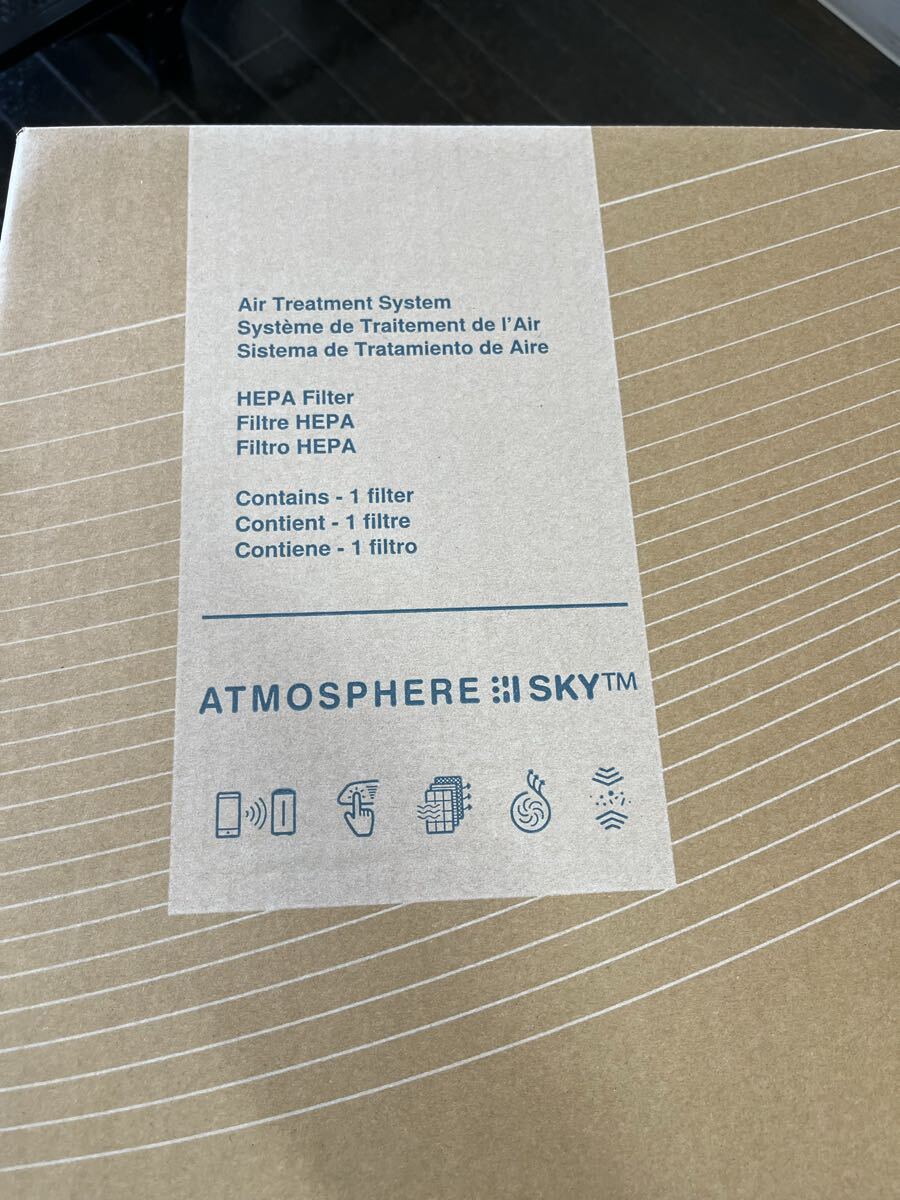 Air Treatment System
Système de Traitement de l'Air
Sistema de Tratamiento de Aire
HEPA Filter
Filtre HEPA
Filtro HEPA
Contains - 1 filter
Contient - 1 filtre
Contiene - 1 filtro
ATMOSPHERE SKY™